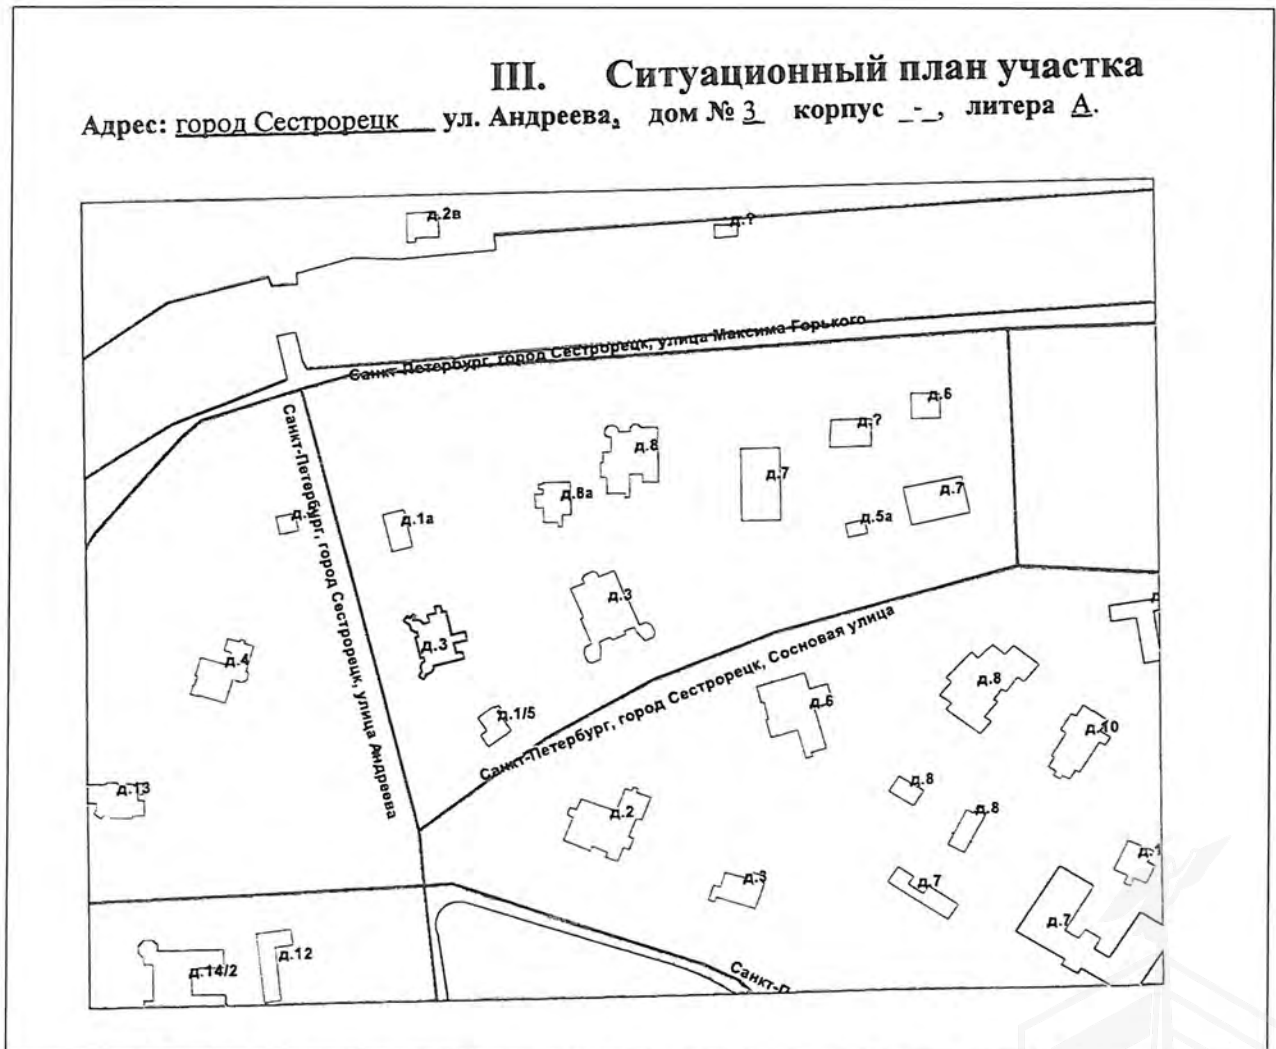 III. Ситуационный план участка
Адрес: город Сестрорецк ул. Андреева, дом № 3 корпус _-_, литера А.
д.2в
д.?
Санкт-Петербург, город Сестрорецк, улица Максима Горького
д.6
д.?
д.8
д.7
д.8а
д.7
д.5а
д.1а
Санкт-Петербург, город Сестрорецк, улица Андреева
д.3
д.3
д.4
Санкт-Петербург, город Сестрорецк, Сосновая улица
д.8
д.6
д.1/5
д.10
д.13
д.8
д.2
д.8
д.1
д.3
д.7
д.7
д.12
д.14/2
Санкт-П